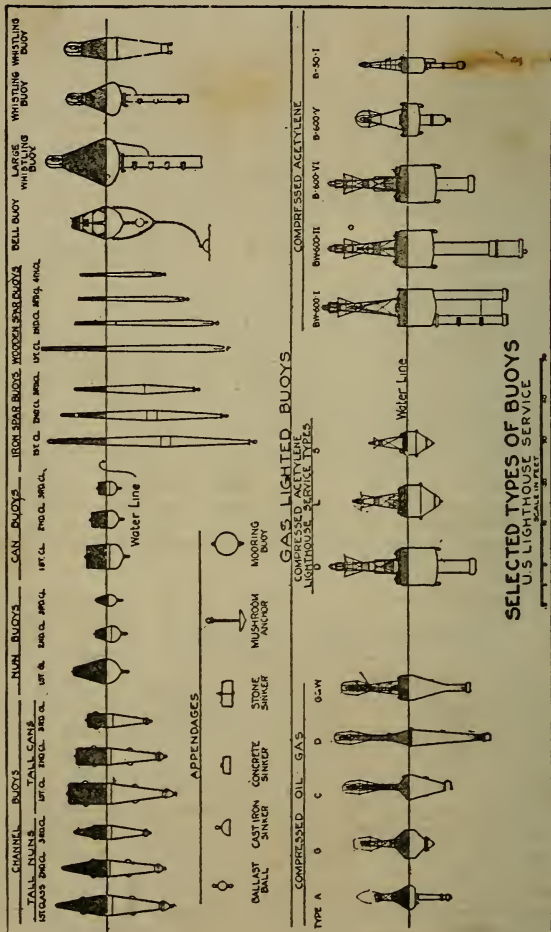 CHANNEL BUOYS
TALL NUNS
1ST. CLASS 2ND. CL 3RD. CL
TALL CANS
1ST. CL 2ND. CL. 3RD. CL
NUN BUOYS
1ST. CL 2ND. CL 3RD. CL
CAN BUOYS
1ST. CL 2ND. CL. 3RD. CL.
IRON SPAR BUOYS
1ST. CL 2ND. CL 3RD. CL
WOODEN SPAR BUOYS
1ST. CL 2ND. CL. 3RD. CL. 4TH. CL
BELL BUOY
LARGE WHISTLING BUOY
WHISTLING BUOY
WHISTLING BUOY
Water Line
APPENDAGES
BALLAST BALL
CAST IRON SINKER
CONCRETE SINKER
STONE SINKER
MUSHROOM ANCHOR
MOORING BUOY
GAS LIGHTED BUOYS
COMPRESSED OIL GAS
TYPE A
C
D
COMPRESSED ACETYLENE
LIGHTHOUSE SERVICE TYPES
D
L
S
COMPRESSED ACETYLENE
BW-600-I
BW-600-II
B-600-VI
B-600-V
B-50-I
Water Line
SELECTED TYPES OF BUOYS
U.S LIGHTHOUSE SERVICE
SCALE IN FEET